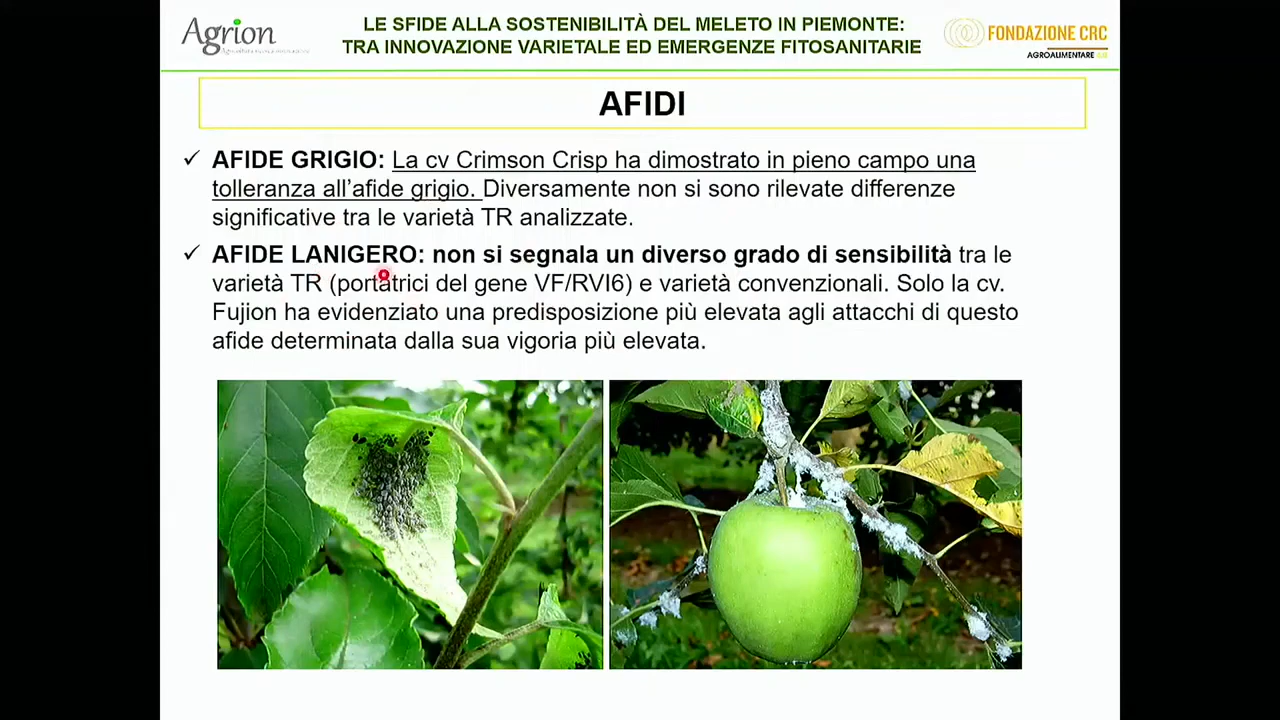 Agrion
LE SFIDE ALLA SOSTENIBILITÀ DEL MELETO IN PIEMONTE:
TRA INNOVAZIONE VARIETALE ED EMERGENZE FITOSANITARIE
FONDAZIONE CRC
AGROALIMENTARE
AFIDI
✓ AFIDE GRIGIO: La cv Crimson Crisp ha dimostrato in pieno campo una
tolleranza all'afide grigio. Diversamente non si sono rilevate differenze
significative tra le varietà TR analizzate.
✓ AFIDE LANIGERO: non si segnala un diverso grado di sensibilità tra le
varietà TR (portatrici del gene VF/RVI6) e varietà convenzionali. Solo la cv.
Fujion ha evidenziato una predisposizione più elevata agli attacchi di questo
afide determinata dalla sua vigoria più elevata.